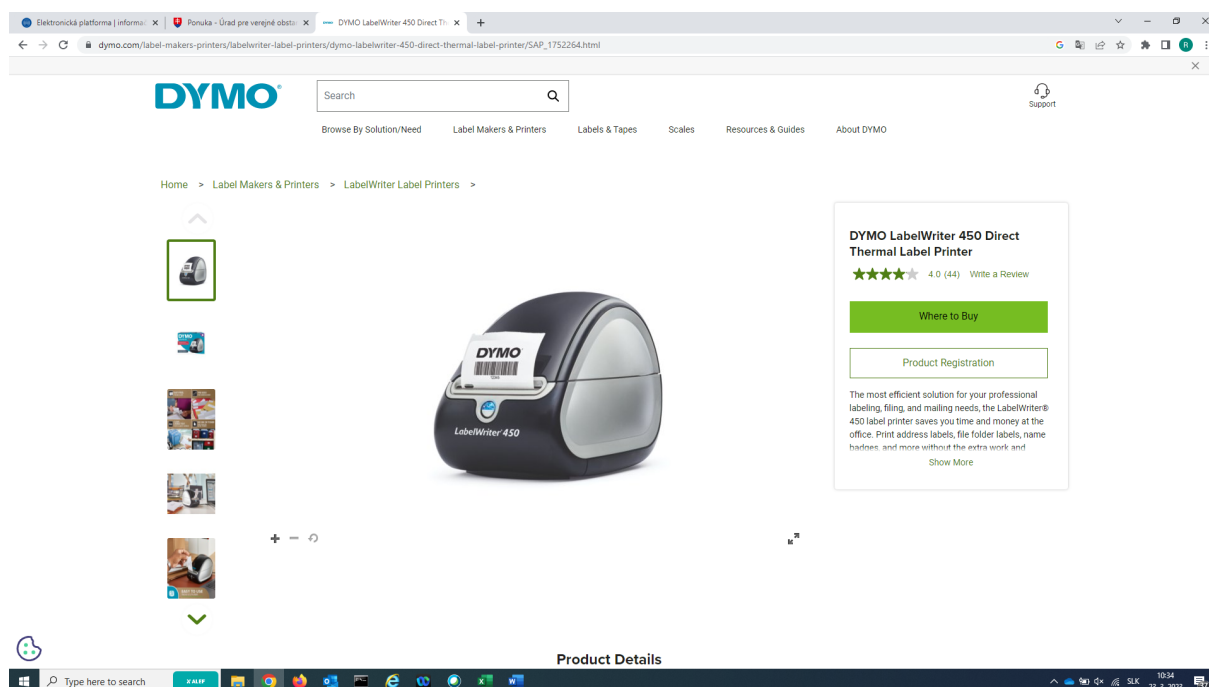 Elektronická platforma | informac
Ponuka - Úrad pre verejné obstar
DYMO LabelWriter 450 Direct Th
dymo.com/label-makers-printers/labelwriter-label-printers/dymo-labelwriter-450-direct-thermal-label-printer/SAP_1752264.html
DYMO
Search
Support
Browse By Solution/Need
Label Makers & Printers
Labels & Tapes
Scales
Resources & Guides
About DYMO
Home > Label Makers & Printers > LabelWriter Label Printers >
DYMO LabelWriter 450 Direct
Thermal Label Printer
4.0 (44) Write a Review
Where to Buy
Product Registration
The most efficient solution for your professional
labeling, filing, and mailing needs, the LabelWriter®
450 label printer saves you time and money at the
office. Print address labels, file folder labels, name
badges, and more without the extra work and
Show More
DYMO
LabelWriter 450
Product Details
Type here to search
X ALEF
SLK
10:34